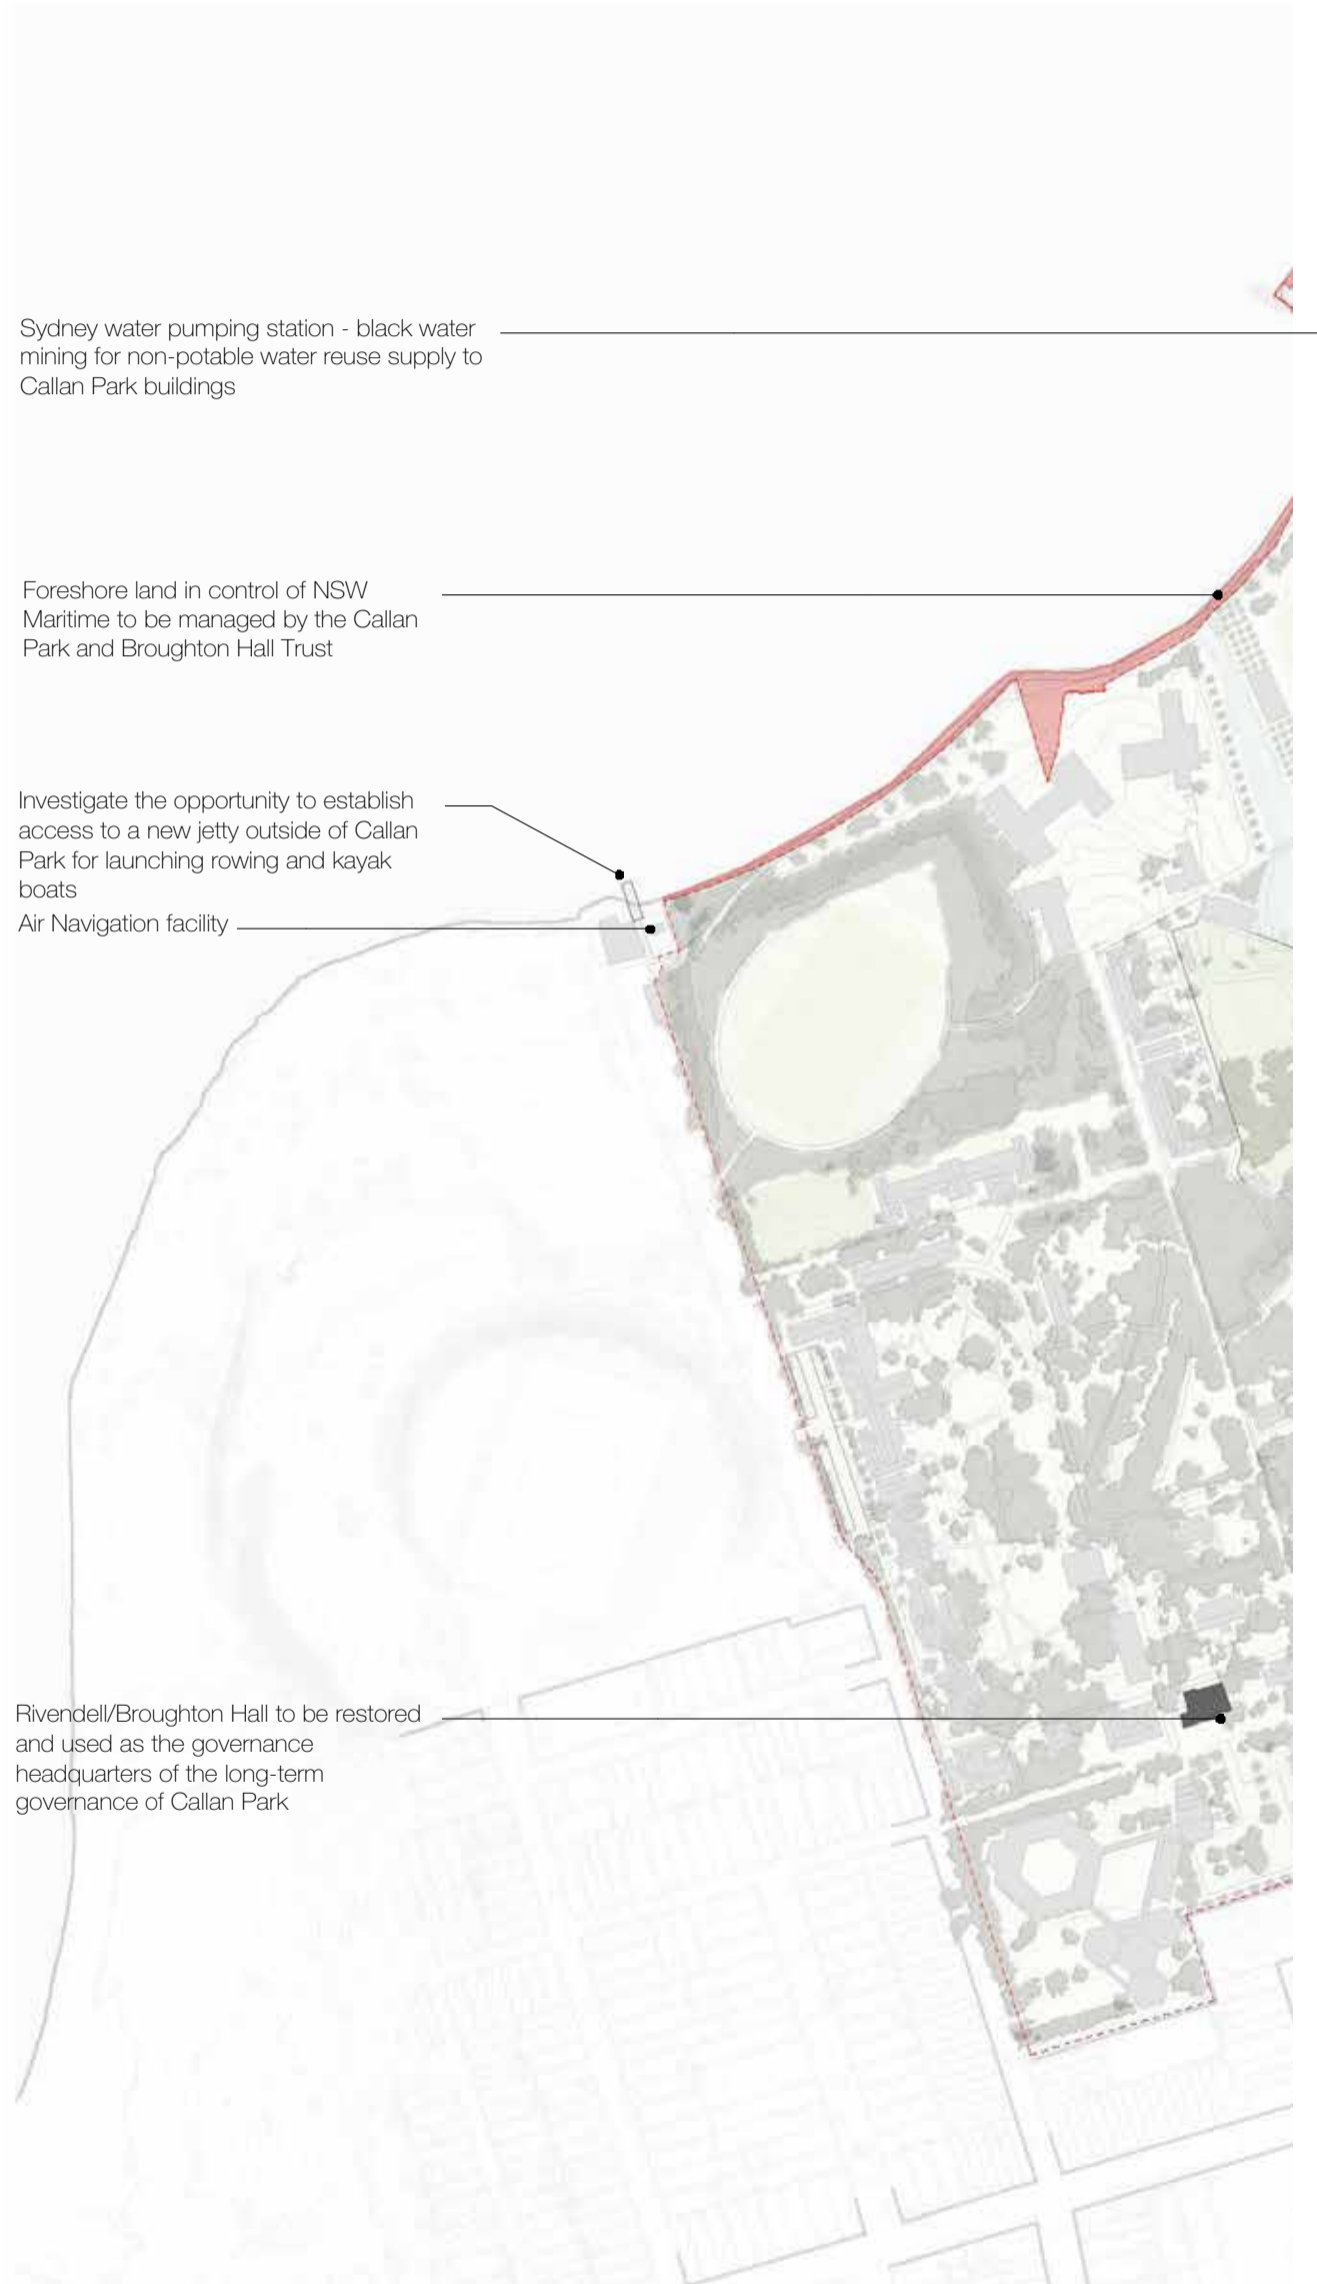 Sydney water pumping station - black water
mining for non-potable water reuse supply to
Callan Park buildings
Foreshore land in control of NSW
Maritime to be managed by the Callan
Park and Broughton Hall Trust
Investigate the opportunity to establish
access to a new jetty outside of Callan
Park for launching rowing and kayak
boats
Air Navigation facility
Rivendell/Broughton Hall to be restored
and used as the governance
headquarters of the long-term
governance of Callan Park